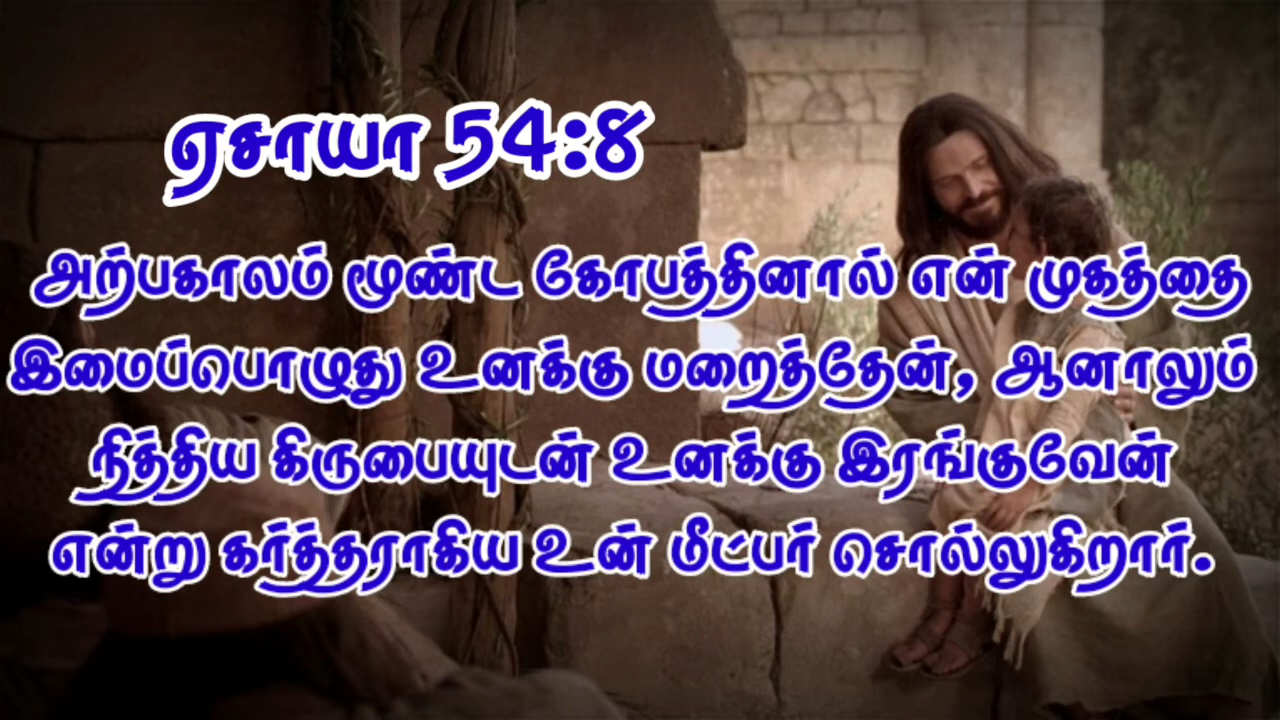 ஏசாயா 54:8
அற்பகாலம் மூண்ட கோபத்தினால் என் முகத்தை
இமைப்பொழுது உனக்கு மறைத்தேன், ஆனாலும்
நித்திய கிருபையுடன் உனக்கு இரங்குவேன்
என்று கர்த்தராகிய உன் மீட்பர் சொல்லுகிறார்.